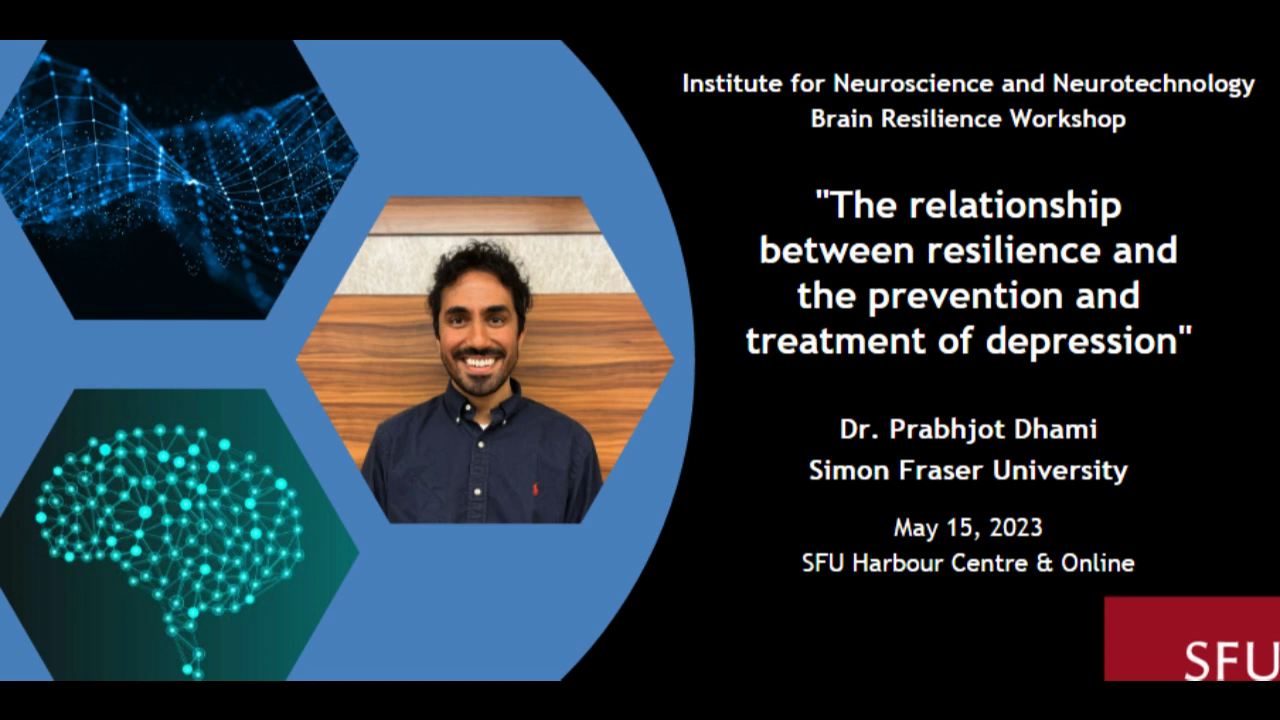 Institute for Neuroscience and Neurotechnology
Brain Resilience Workshop
"The relationship
between resilience and
the prevention and
treatment of depression"
Dr. Prabhjot Dhami
Simon Fraser University
May 15, 2023
SFU Harbour Centre & Online
SFU